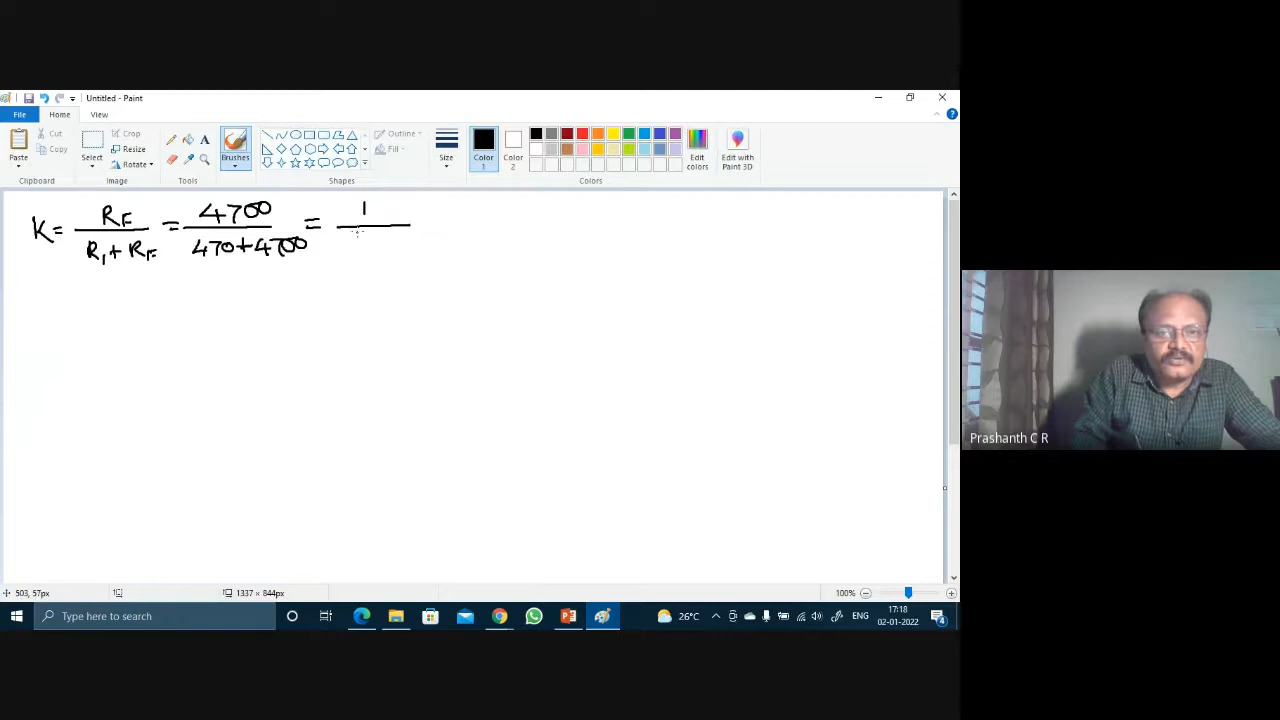 Untitled - Paint
File Home View
Cut
Copy
Paste
Clipboard
Crop
Resize
Rotate
Select
Image
Tools
Brushes
Outline
Fill
Shapes
Size
Color 1
Color 2
Edit colors
Edit with Paint 3D
Colors
K = RF / R1 + RF = 4700 / 470+4700 = 1
Prashanth C R
503, 57px
1337 × 844px
100%
Type here to search
26°C
ENG
17:18
02-01-2022
4